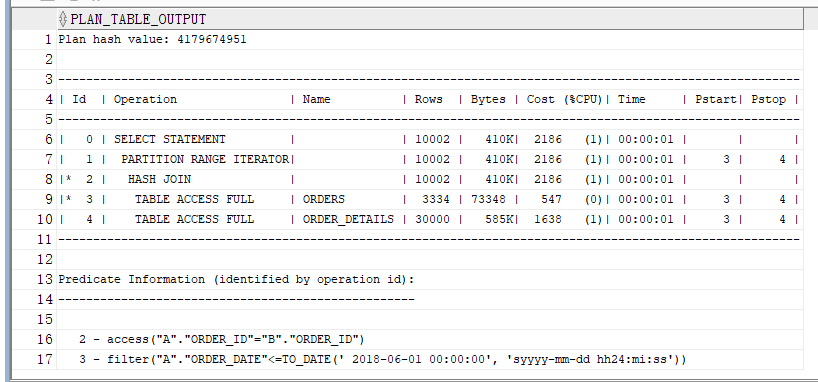 PLAN_TABLE_OUTPUT
1 Plan hash value: 4179674951
2
3 --------------------------------------------------------------------------------------------------------
4 | Id | Operation | Name | Rows | Bytes | Cost (%CPU)| Time | Pstart| Pstop |
5 --------------------------------------------------------------------------------------------------------
6 | 0 | SELECT STATEMENT | | 10002 | 410K| 2186 (1)| 00:00:01 | | |
7 | 1 | PARTITION RANGE ITERATOR| | 10002 | 410K| 2186 (1)| 00:00:01 | 3 | 4 |
8 |* 2 | HASH JOIN | | 10002 | 410K| 2186 (1)| 00:00:01 | | |
9 |* 3 | TABLE ACCESS FULL | ORDERS | 3334 | 73348 | 547 (0)| 00:00:01 | 3 | 4 |
10 | 4 | TABLE ACCESS FULL | ORDER_DETAILS | 30000 | 585K| 1638 (1)| 00:00:01 | 3 | 4 |
11 --------------------------------------------------------------------------------------------------------
12
13 Predicate Information (identified by operation id):
14 ---------------------------------------------------
15
16 2 - access("A"."ORDER_ID"="B"."ORDER_ID")
17 3 - filter("A"."ORDER_DATE"<=TO_DATE(' 2018-06-01 00:00:00', 'syyyy-mm-dd hh24:mi:ss'))